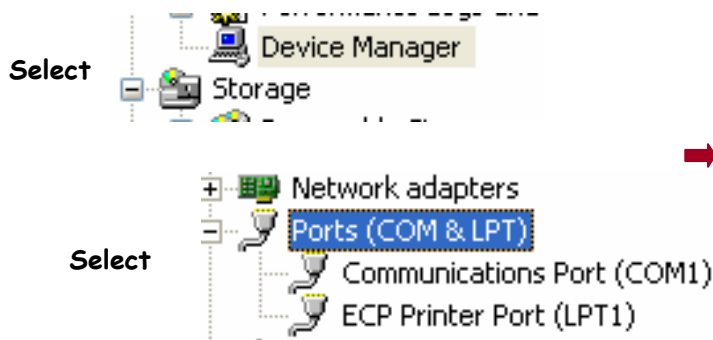 Device Manager
Select
Storage
Network adapters
Ports (COM & LPT)
Select
Communications Port (COM1)
ECP Printer Port (LPT1)